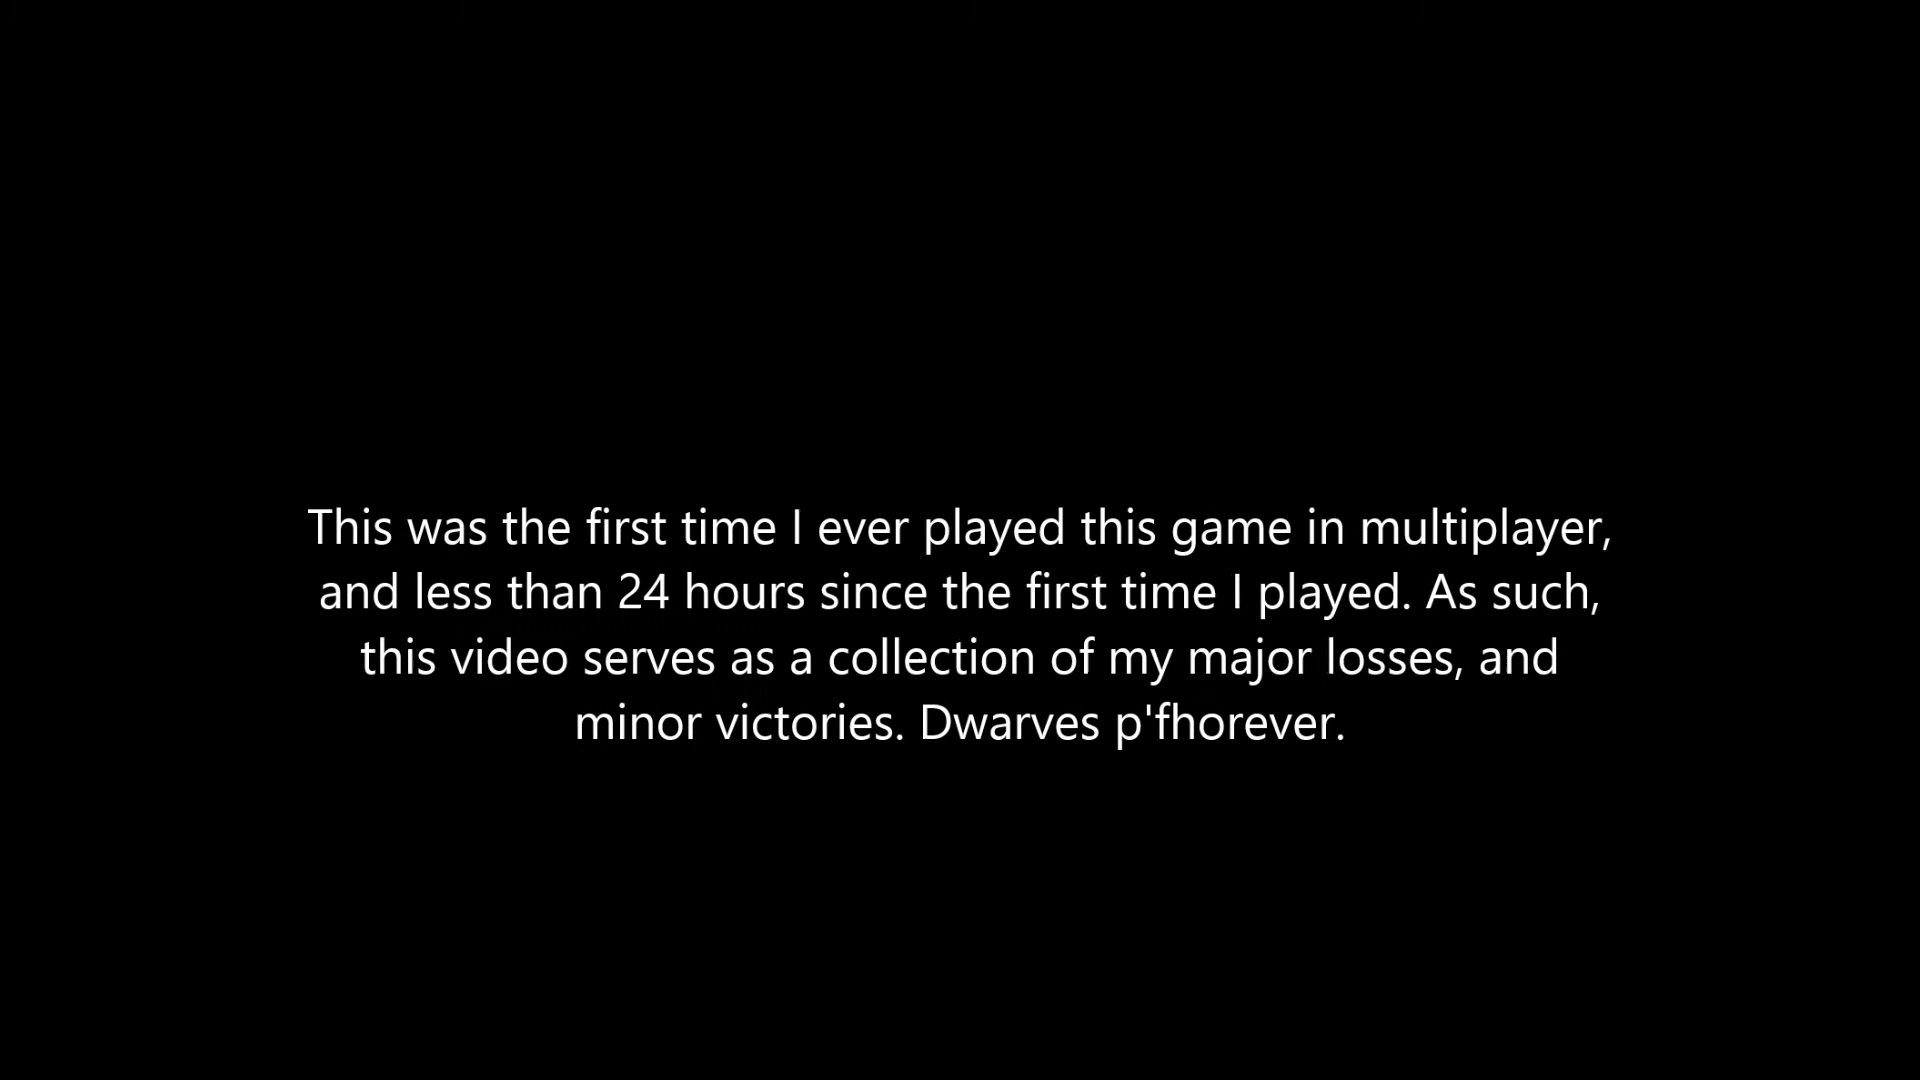 This was the first time I ever played this game in multiplayer,
and less than 24 hours since the first time I played. As such,
this video serves as a collection of my major losses, and
minor victories. Dwarves p'fhorever.